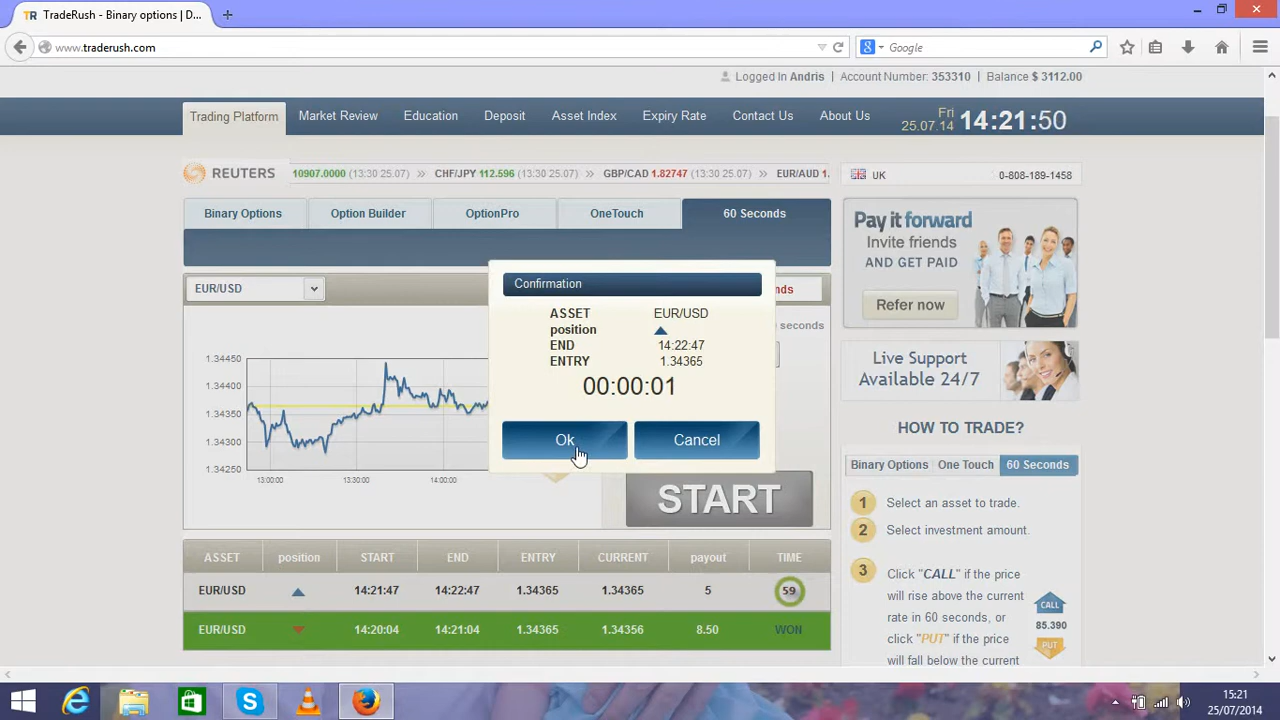 TradeRush - Binary options | D...
www.traderush.com
Google
Logged In Andris | Account Number: 353310 | Balance $ 3112.00
Trading Platform Market Review Education Deposit Asset Index Expiry Rate Contact Us About Us
Fri
25.07.14
14:21:50
REUTERS 10907.0000 (13:30 25.07) >> CHF/JPY 112.596 (13:30 25.07) >> GBP/CAD 1.82747 (13:30 25.07) >> EUR/AUD 1.
UK 0-808-189-1458
Binary Options Option Builder OptionPro OneTouch 60 Seconds
Pay it forward
Invite friends
AND GET PAID
Refer now
EUR/USD
nds
seconds
Confirmation
ASSET EUR/USD
position
END 14:22:47
ENTRY 1.34365
00:00:01
Ok Cancel
1.34450
1.34400
1.34350
1.34300
1.34250
13:00:00 13:30:00 14:00:00
START
Live Support
Available 24/7
HOW TO TRADE?
Binary Options One Touch 60 Seconds
1 Select an asset to trade.
2 Select investment amount.
3 Click "CALL" if the price
will rise above the current
rate in 60 seconds, or
click "PUT" if the price
will fall below the current
CALL
85.390
PUT
ASSET position START END ENTRY CURRENT payout TIME
EUR/USD 14:21:47 14:22:47 1.34365 1.34365 5 59
EUR/USD 14:20:04 14:21:04 1.34365 1.34356 8.50 WON
15:21
25/07/2014